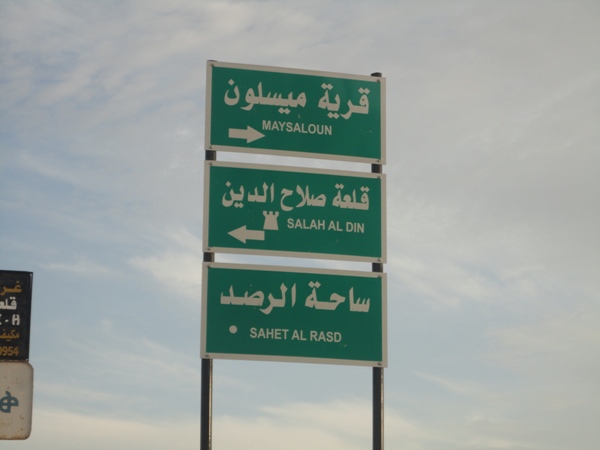 قرية ميسلون
MAYSALOUN
قلعة صلاح الدين
SALAH AL DIN
ساحة الرصد
SAHET AL RASD